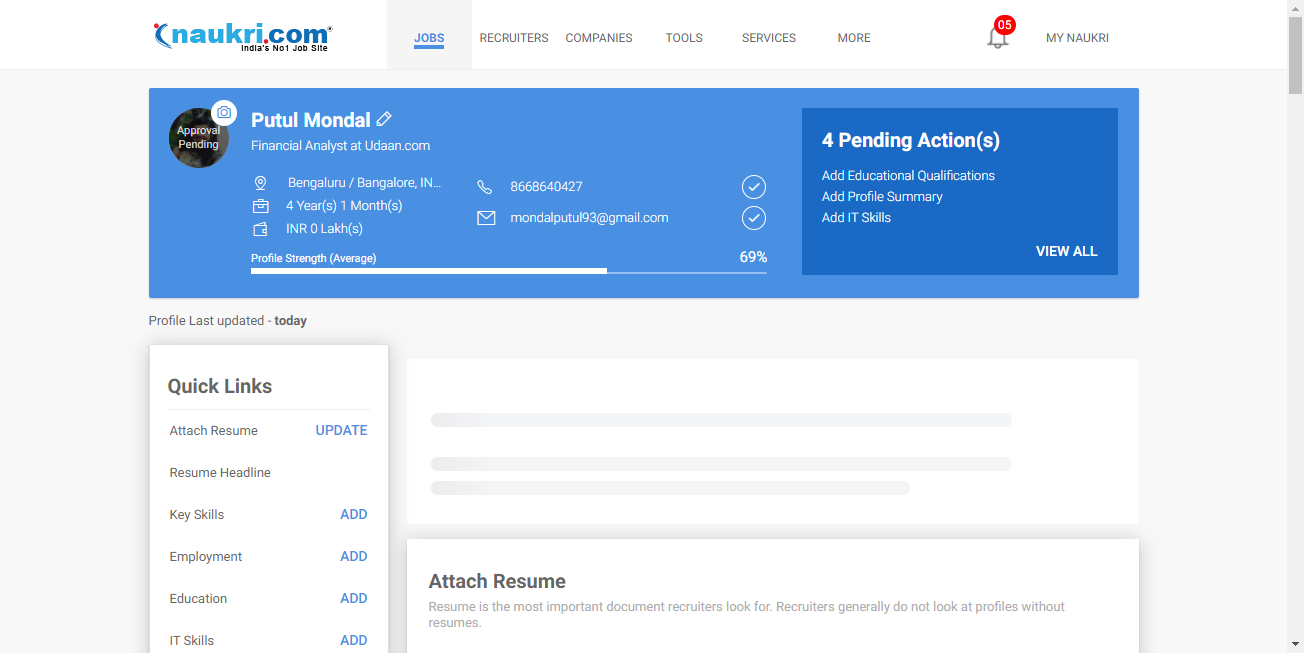 naukri.com
India's No1 Job Site
JOBS
RECRUITERS
COMPANIES
TOOLS
SERVICES
MORE
05
MY NAUKRI
Approval
Pending
Putul Mondal
Financial Analyst at Udaan.com
Bengaluru / Bangalore, IN...
4 Year(s) 1 Month(s)
INR 0 Lakh(s)
8668640427
mondalputul93@gmail.com
Profile Strength (Average)
69%
4 Pending Action(s)
Add Educational Qualifications
Add Profile Summary
Add IT Skills
VIEW ALL
Profile Last updated - today
Quick Links
Attach Resume UPDATE
Resume Headline
Key Skills ADD
Employment ADD
Education ADD
IT Skills ADD
Attach Resume
Resume is the most important document recruiters look for. Recruiters generally do not look at profiles without
resumes.